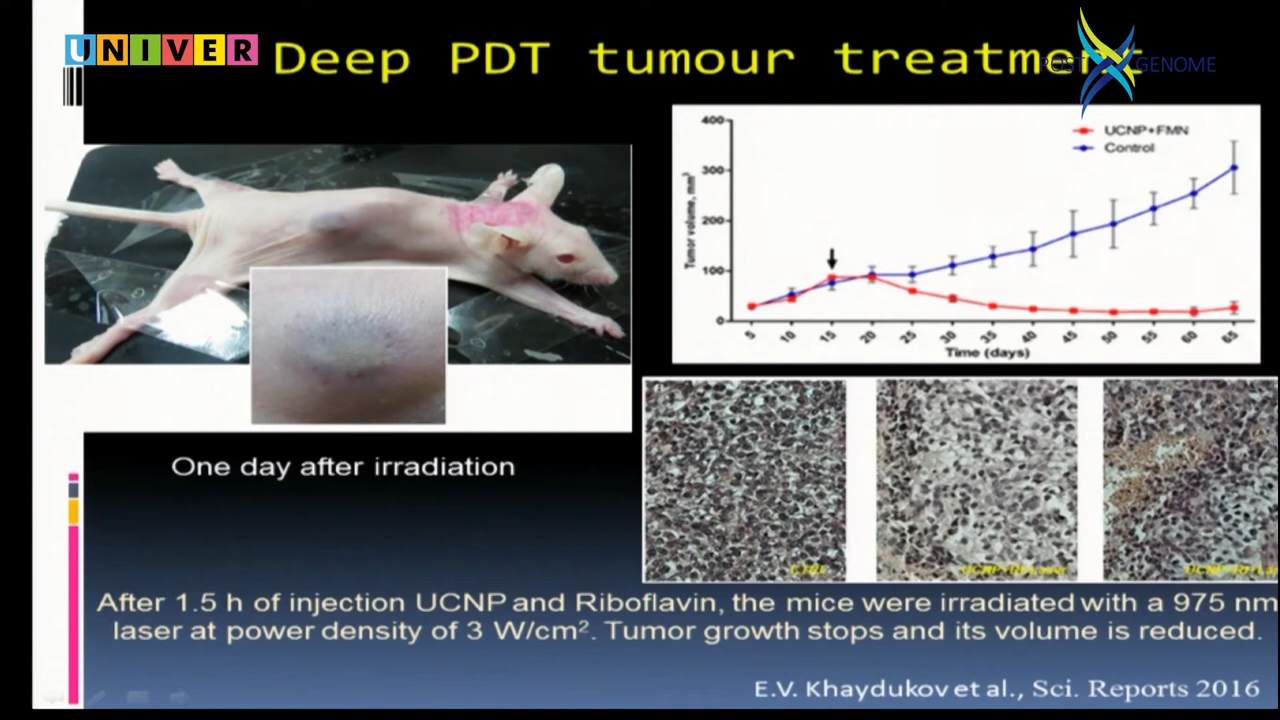 UNIVER
Deep PDT tumour treatment
POST GENOME
UCNP+FMN
Control
Tumor volume, mm³
400
300
200
100
0
5 10 15 20 25 30 35 40 45 50 55 60 65
Time (days)
One day after irradiation
After 1.5 h of injection UCNP and Riboflavin, the mice were irradiated with a 975 nm
laser at power density of 3 W/cm². Tumor growth stops and its volume is reduced.
E.V. Khaydukov et al., Sci. Reports 2016